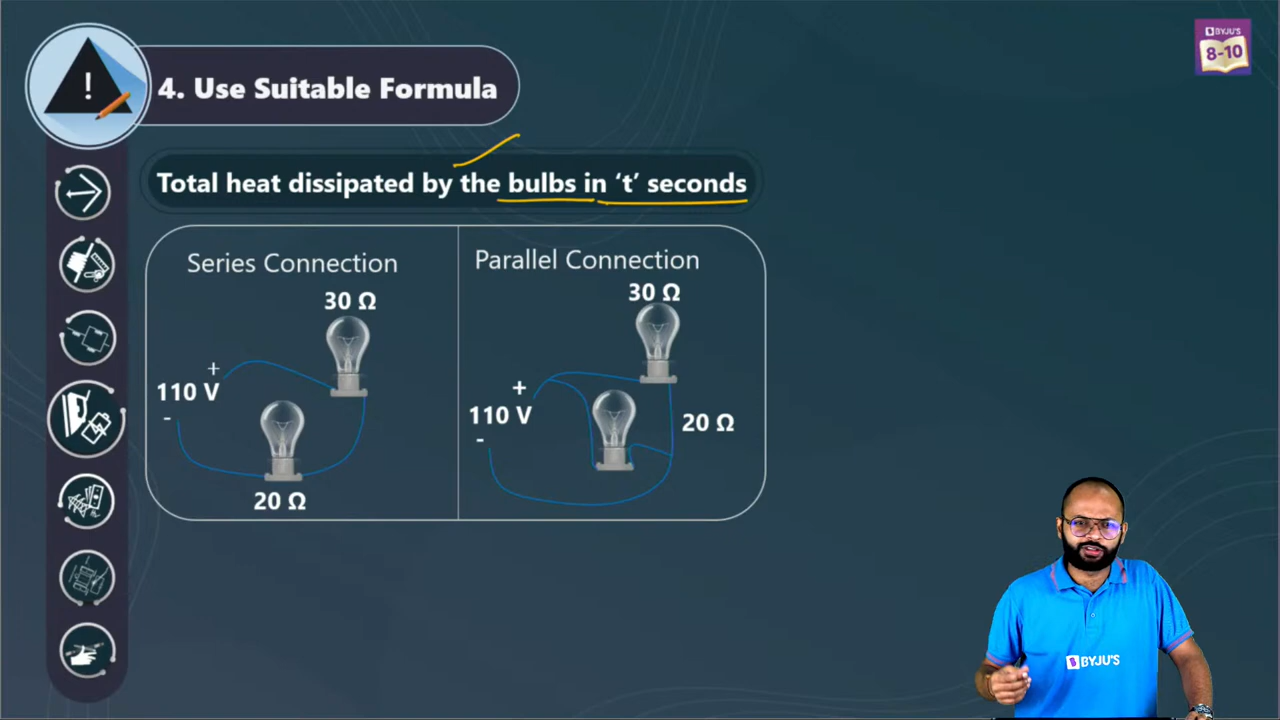 BYJU'S
8-10
!
4. Use Suitable Formula
Total heat dissipated by the bulbs in ‘t’ seconds
Series Connection
30 Ω
+
110 V
-
20 Ω
Parallel Connection
30 Ω
+
110 V
-
20 Ω
BYJU'S